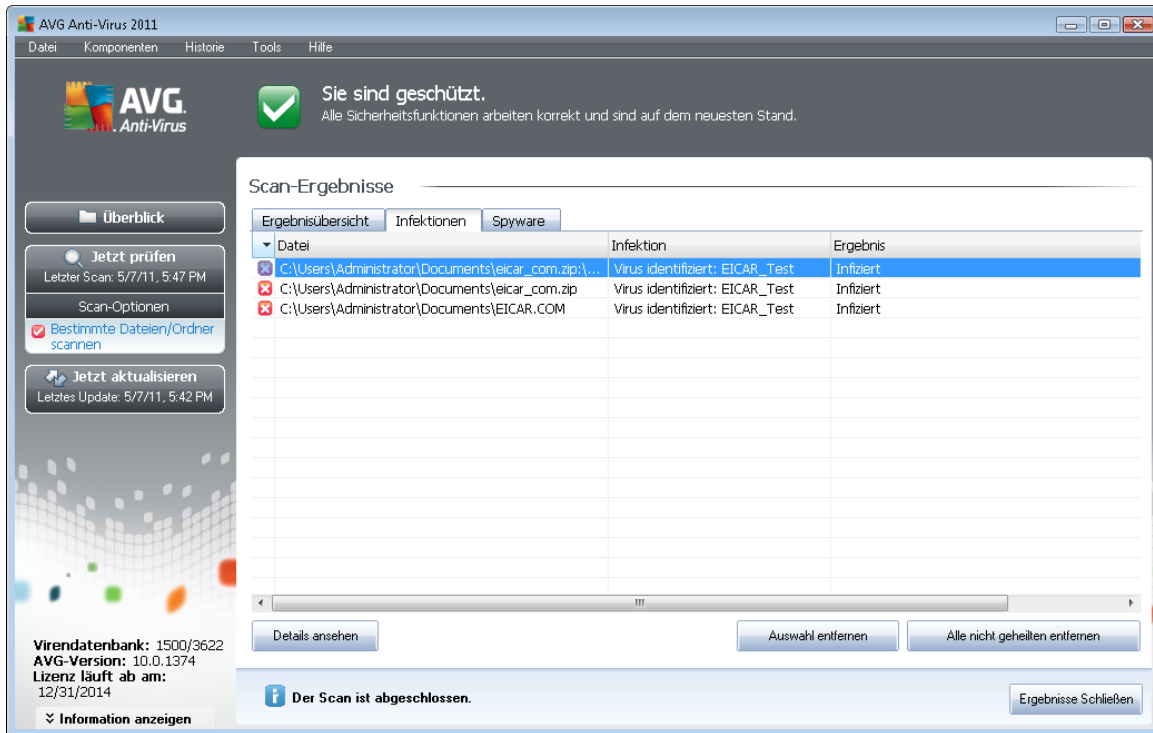 AVG Anti-Virus 2011
Datei Komponenten Historie Tools Hilfe
AVG.
Anti-Virus
Sie sind geschützt.
Alle Sicherheitsfunktionen arbeiten korrekt und sind auf dem neuesten Stand.
Überblick
Jetzt prüfen
Letzter Scan: 5/7/11, 5:47 PM
Scan-Optionen
Bestimmte Dateien/Ordner
scannen
Jetzt aktualisieren
Letztes Update: 5/7/11, 5:42 PM
Virendatenbank: 1500/3622
AVG-Version: 10.0.1374
Lizenz läuft ab am:
12/31/2014
Information anzeigen
Scan-Ergebnisse
Ergebnisübersicht Infektionen Spyware
Datei Infektion Ergebnis
C:\Users\Administrator\Documents\eicar_com.zip:\... Virus identifiziert: EICAR_Test Infiziert
C:\Users\Administrator\Documents\eicar_com.zip Virus identifiziert: EICAR_Test Infiziert
C:\Users\Administrator\Documents\EICAR.COM Virus identifiziert: EICAR_Test Infiziert
Details ansehen Auswahl entfernen Alle nicht geheilten entfernen
Der Scan ist abgeschlossen.
Ergebnisse Schließen